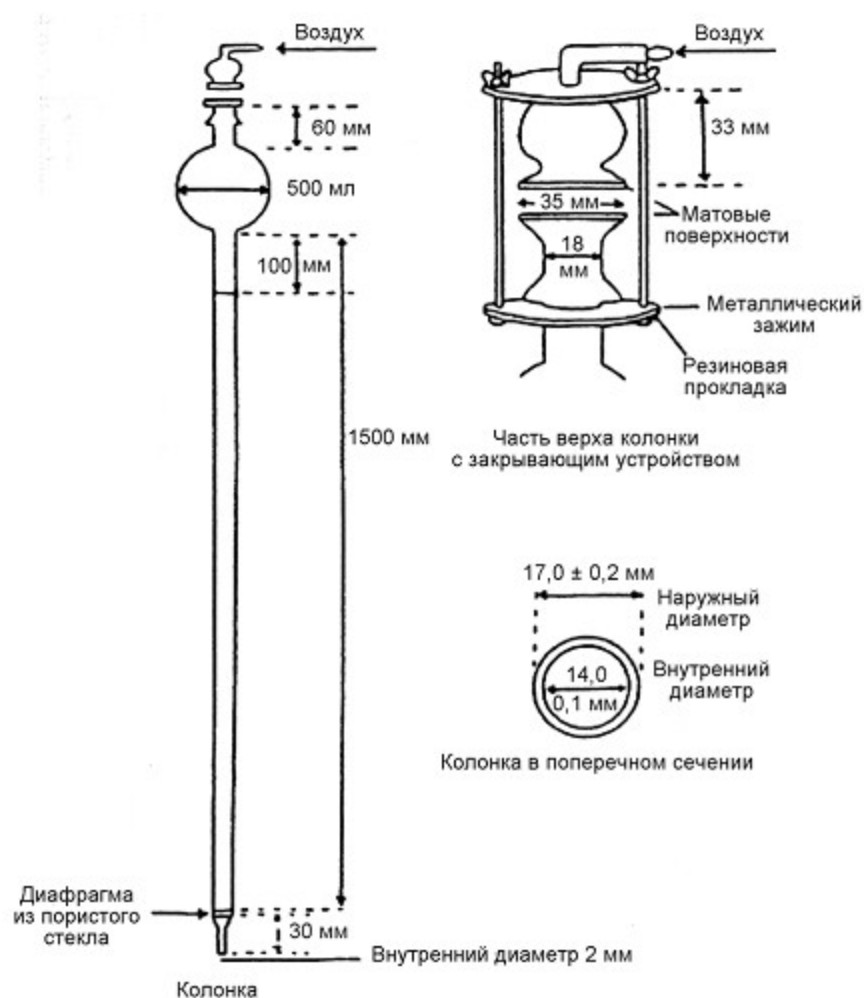 Воздух
60 мм
500 мл
100 мм
1500 мм
Диафрагма
из пористого
стекла
30 мм
Внутренний диаметр 2 мм
Колонка
Воздух
33 мм
35 мм
Матовые
поверхности
18
мм
Металлический
зажим
Резиновая
прокладка
Часть верха колонки
с закрывающим устройством
17,0 ± 0,2 мм
Наружный
диаметр
Внутренний
диаметр
14,0
0,1 мм
Колонка в поперечном сечении